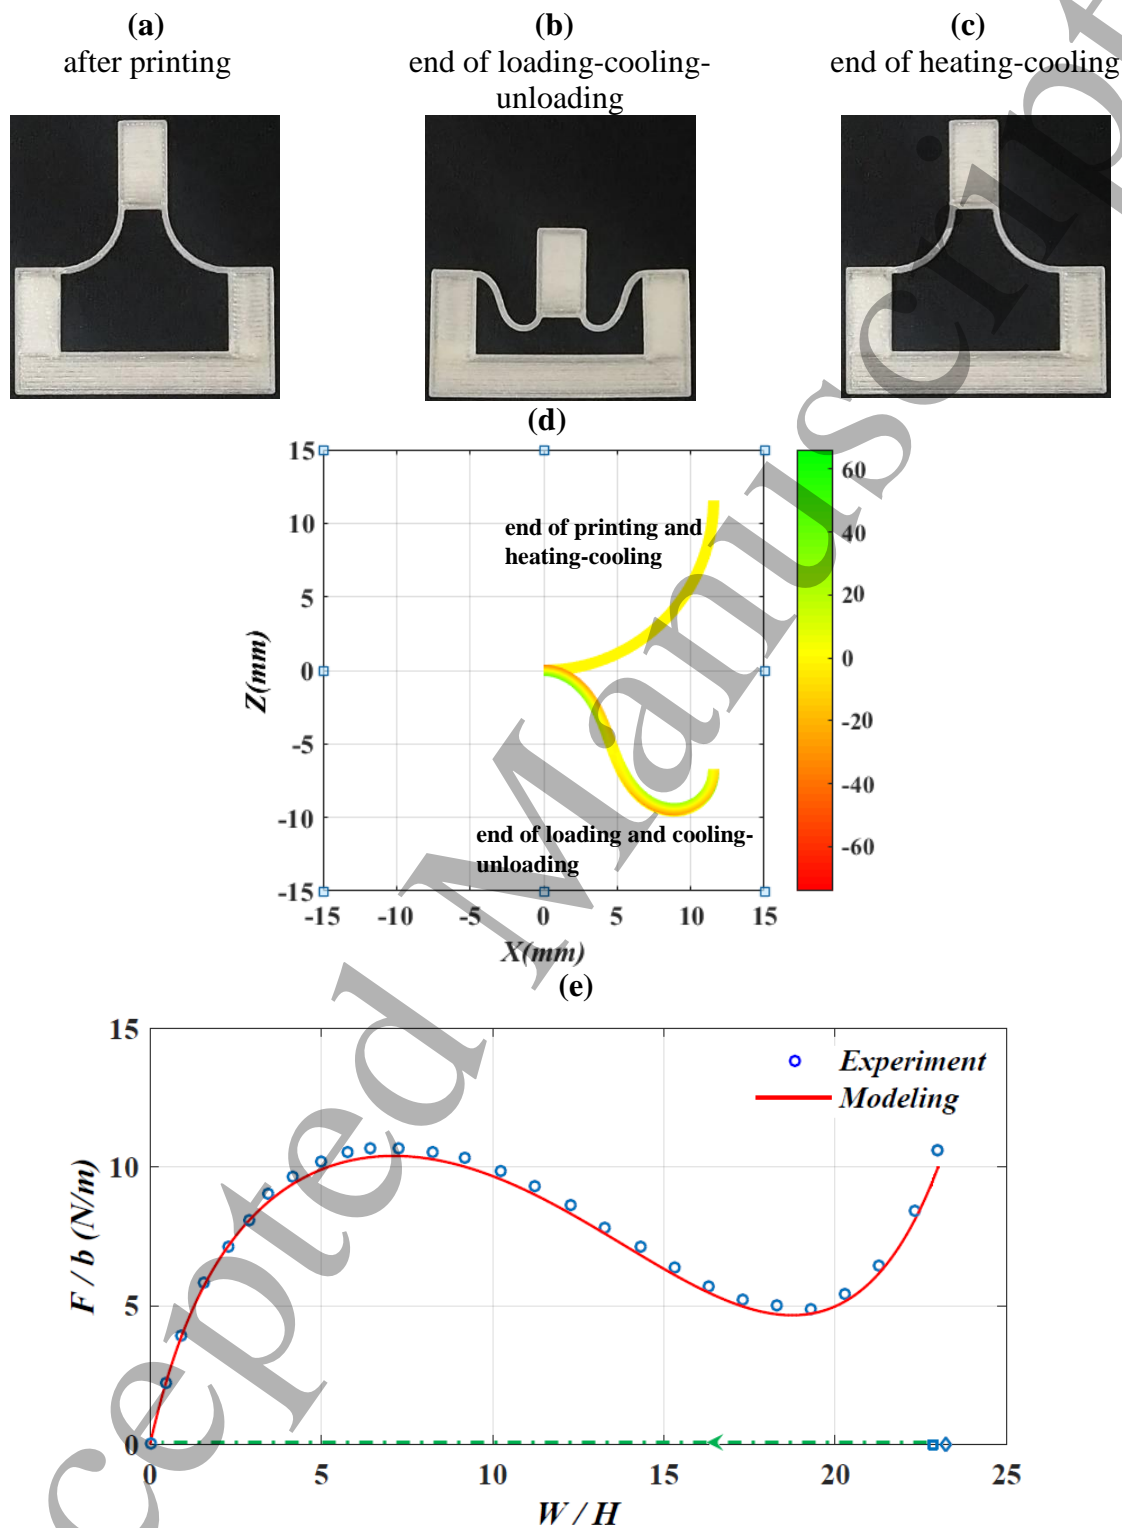 (a)
after printing
(b)
end of loading-cooling-
unloading
(c)
end of heating-cooling
(d)
15
10
5
0
-5
-10
-15
Z(mm)
end of printing and
heating-cooling
end of loading and cooling-
unloading
-15
-10
-5
0
5
10
15
X(mm)
60
40
20
0
-20
-40
-60
(e)
15
10
5
0
F / b (N/m)
Experiment
Modeling
0
5
10
15
20
25
W / H
cepted Manuscript